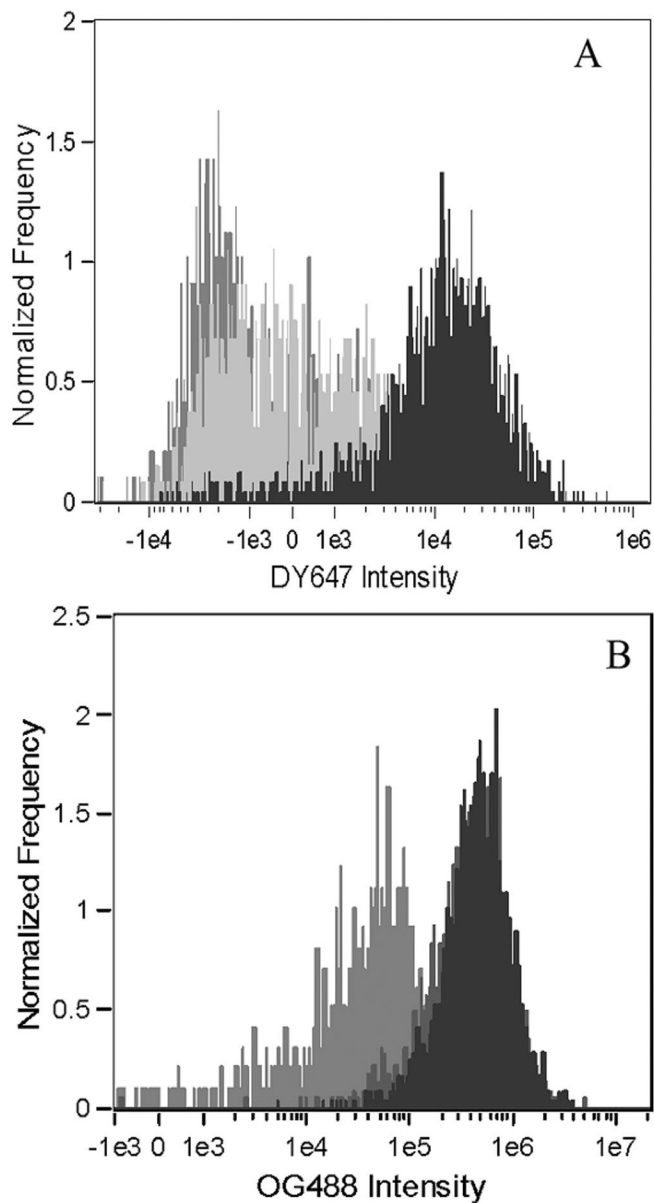 A
2
1.5
1
0.5
0
Normalized Frequency
-1e4 -1e3 0 1e3 1e4 1e5 1e6
DY647 Intensity
B
2.5
2
1.5
1
0.5
0
Normalized Frequency
-1e3 0 1e3 1e4 1e5 1e6 1e7
OG488 Intensity